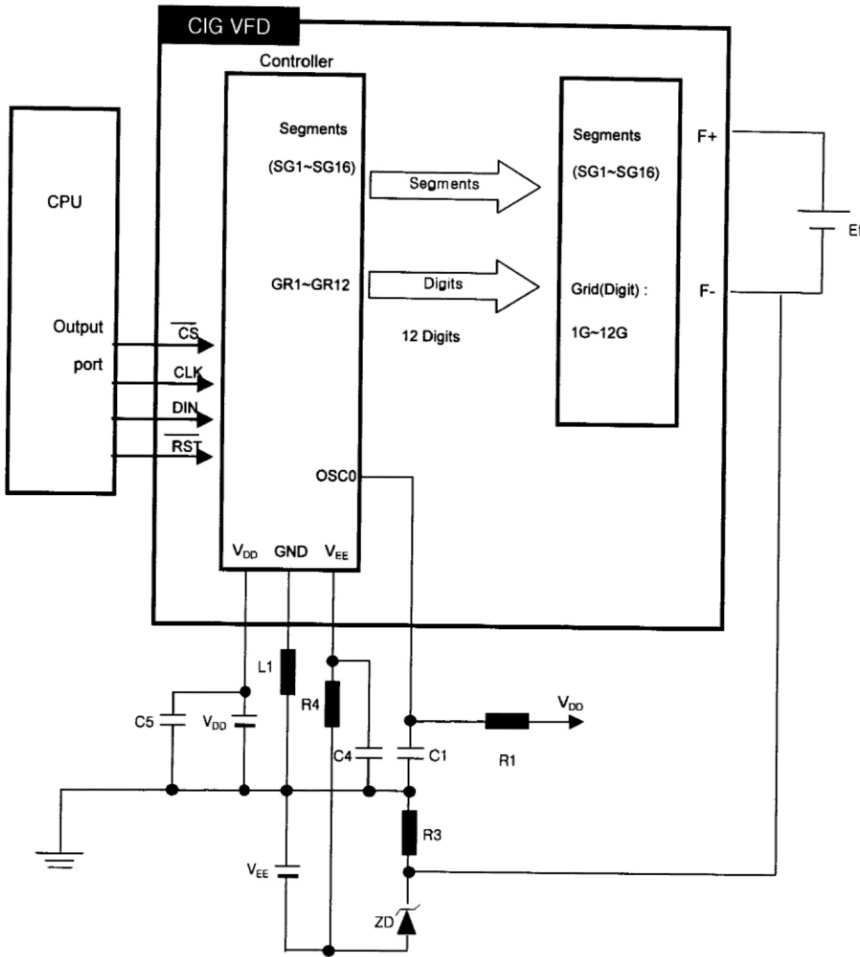 CIG VFD
Controller
CPU
Output
port
CS
CLK
DIN
RST
Segments
(SG1~SG16)
GR1~GR12
Segments
Digits
12 Digits
Segments
(SG1~SG16)
Grid(Digit) :
1G~12G
F+
F-
Ef
OSC0
VDD
GND
VEE
L1
R4
C5
VDD
C4
C1
R1
VDD
R3
VEE
ZD